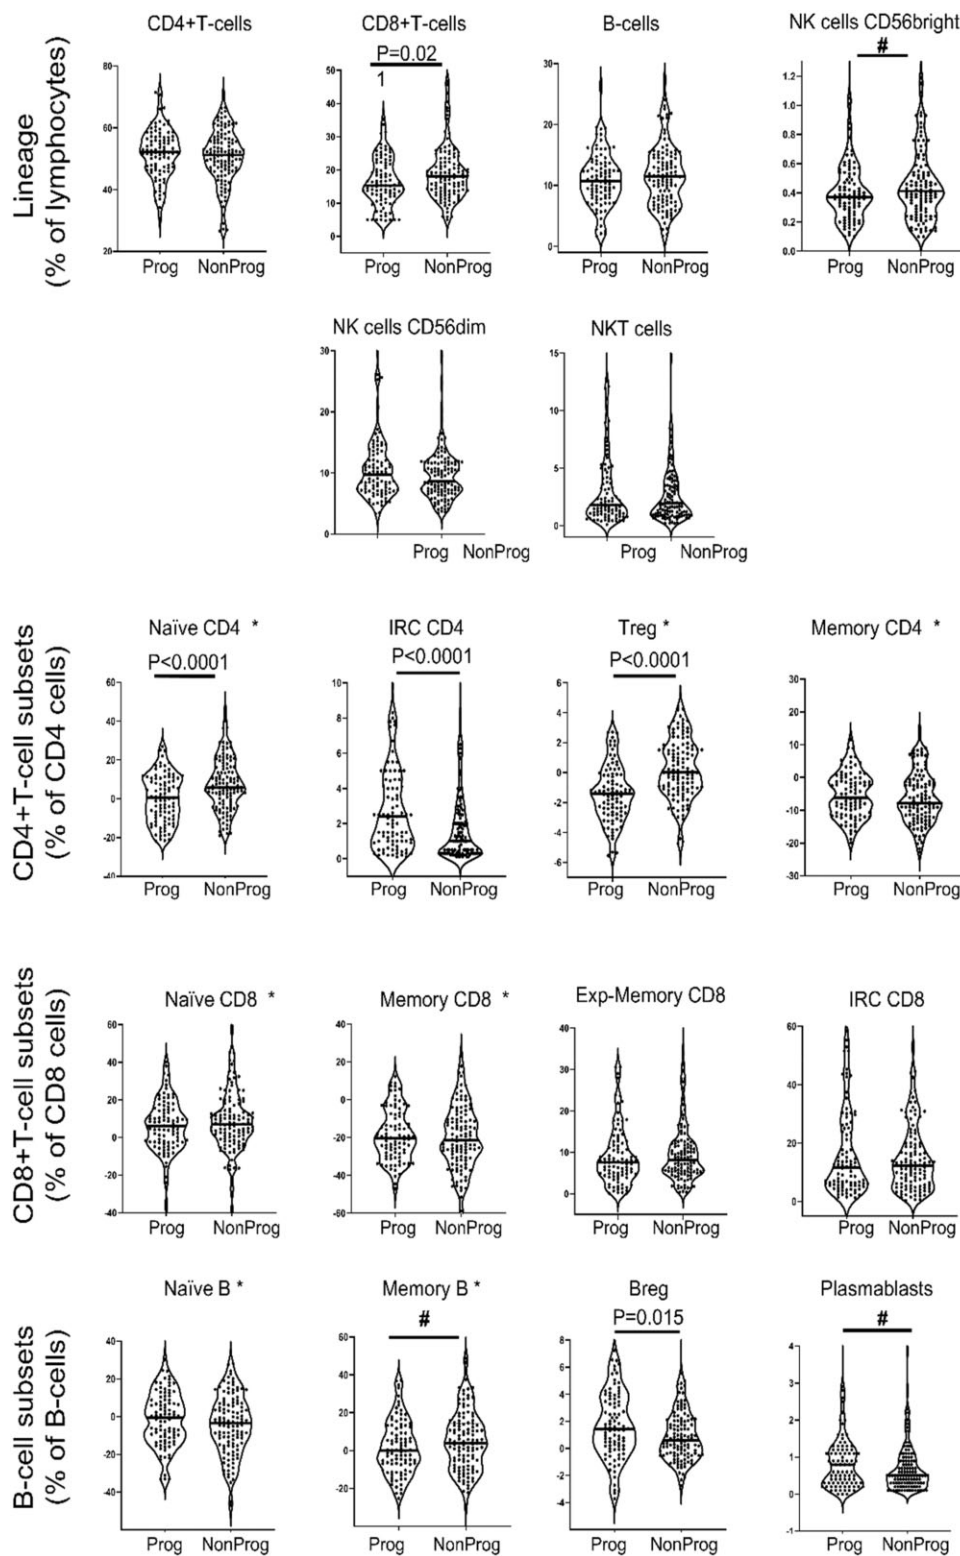 Lineage
(% of lymphocytes)
CD4+T-cells
80
60
40
20
Prog NonProg
CD8+T-cells
P=0.02
1
50
40
30
20
10
0
Prog NonProg
B-cells
30
20
10
0
Prog NonProg
NK cells CD56bright
#
1.2
1.0
0.8
0.6
0.4
0.2
0.0
Prog NonProg
NK cells CD56dim
30
20
10
0
Prog NonProg
NKT cells
15
10
5
0
Prog NonProg
CD4+T-cell subsets
(% of CD4 cells)
Naïve CD4 *
P<0.0001
60
40
20
0
-20
-40
Prog NonProg
IRC CD4
P<0.0001
10
8
6
4
2
0
Prog NonProg
Treg *
P<0.0001
6
4
2
0
-2
-4
-6
Prog NonProg
Memory CD4 *
30
20
10
0
-10
-20
-30
Prog NonProg
CD8+T-cell subsets
(% of CD8 cells)
Naïve CD8 *
60
40
20
0
-20
-40
Prog NonProg
Memory CD8 *
40
20
0
-20
-40
-60
Prog NonProg
Exp-Memory CD8
40
30
20
10
0
Prog NonProg
IRC CD8
60
40
20
0
Prog NonProg
B-cell subsets
(% of B-cells)
Naïve B *
40
20
0
-20
-40
Prog NonProg
Memory B *
#
60
40
20
0
-20
Prog NonProg
Breg
P=0.015
8
6
4
2
0
-2
-4
Prog NonProg
Plasmablasts
#
4
3
2
1
0
-1
Prog NonProg